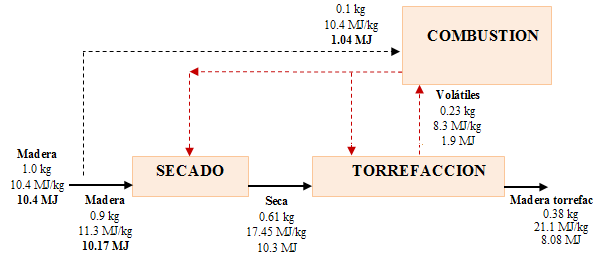 0.1 kg
10.4 MJ/kg
1.04 MJ
COMBUSTION
Volátiles
0.23 kg
8.3 MJ/kg
1.9 MJ
Madera
1.0 kg
10.4 MJ/kg
10.4 MJ
Madera
0.9 kg
11.3 MJ/kg
10.17 MJ
SECADO
Seca
0.61 kg
17.45 MJ/kg
10.3 MJ
TORREFACCION
Madera torrefac
0.38 kg
21.1 MJ/kg
8.08 MJ